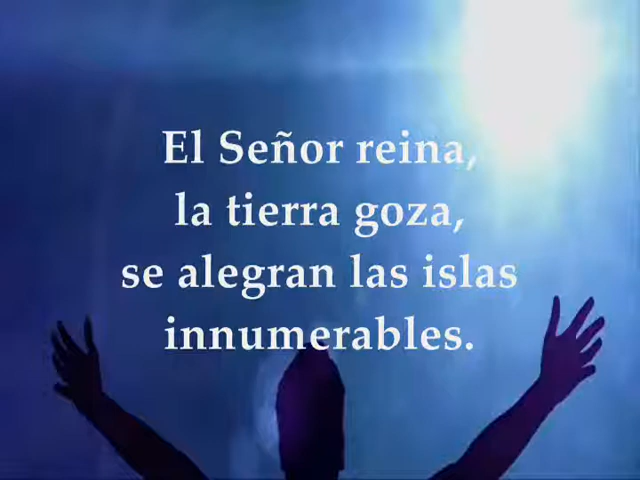 El Señor reina,
la tierra goza,
se alegran las islas
innumerables.